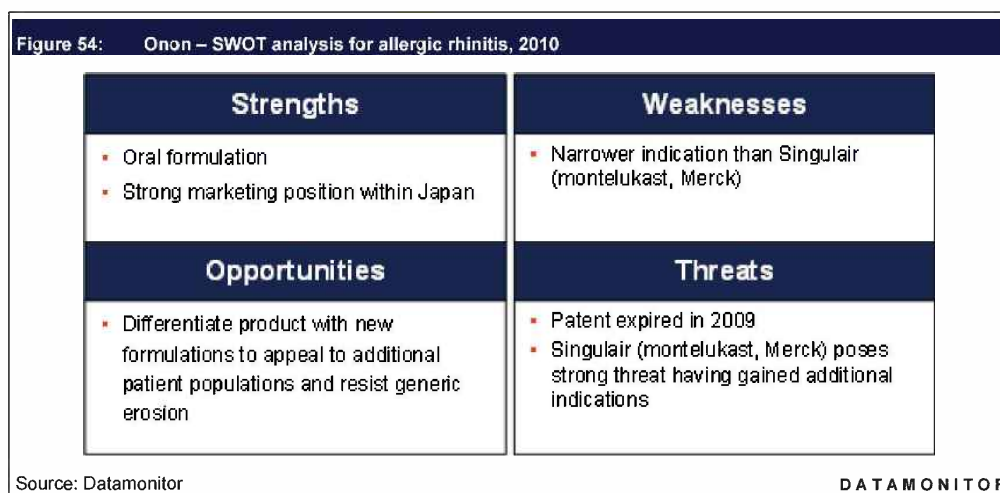 Figure 54: Onon – SWOT analysis for allergic rhinitis, 2010
Strengths
▪ Oral formulation
▪ Strong marketing position within Japan
Weaknesses
▪ Narrower indication than Singulair
(montelukast, Merck)
Opportunities
▪ Differentiate product with new
formulations to appeal to additional
patient populations and resist generic
erosion
Threats
▪ Patent expired in 2009
▪ Singulair (montelukast, Merck) poses
strong threat having gained additional
indications
Source: Datamonitor
DATAMONITOR